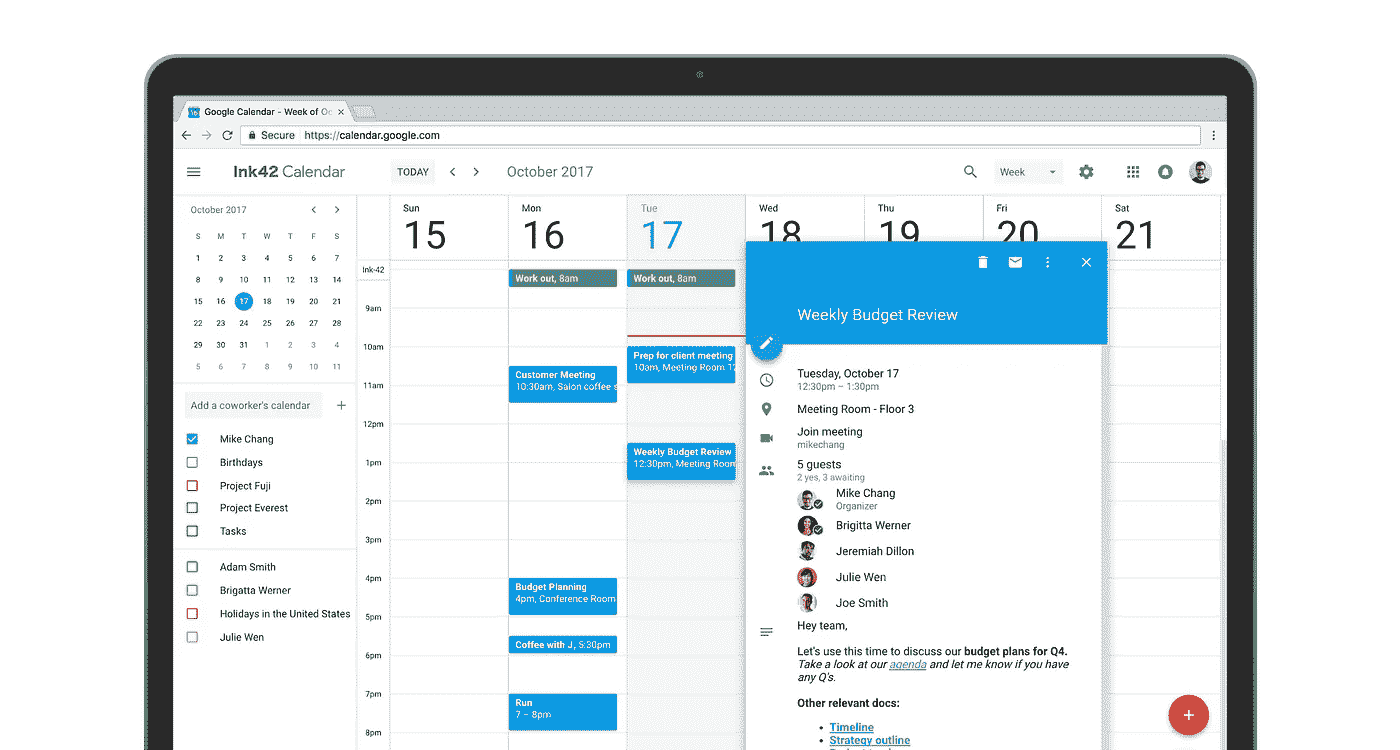 Google Calendar - Week of Oc
Secure https://calendar.google.com
Ink42 Calendar TODAY October 2017 Week
October 2017
S M T W T F S
1 2 3 4 5 6 7
8 9 10 11 12 13 14
15 16 17 18 19 20 21
22 23 24 25 26 27 28
29 30 31 1 2 3 4
5 6 7 8 9 10 11
Add a coworker's calendar
Mike Chang
Birthdays
Project Fuji
Project Everest
Tasks
Adam Smith
Brigatta Werner
Holidays in the United States
Julie Wen
Sun Mon Tue Wed Thu Fri Sat
15 16 17 18 19 20 21
Ink-42
9am
10am
11am
12pm
1pm
2pm
3pm
4pm
5pm
6pm
7pm
8pm
Work out, 8am
Customer Meeting
10:30am, Salon coffee s
Budget Planning
4pm, Conference Room
Coffee with J, 5:30pm
Run
7 – 8pm
Work out, 8am
Prep for client meeting
10am, Meeting Room 12
Weekly Budget Review
12:30pm, Meeting Room
Weekly Budget Review
Tuesday, October 17
12:30pm – 1:30pm
Meeting Room - Floor 3
Join meeting
mikechang
5 guests
2 yes, 3 awaiting
Mike Chang
Organizer
Brigitta Werner
Jeremiah Dillon
Julie Wen
Joe Smith
Hey team,
Let's use this time to discuss our budget plans for Q4.
Take a look at our agenda and let me know if you have
any Q's.
Other relevant docs:
• Timeline
• Strategy outline